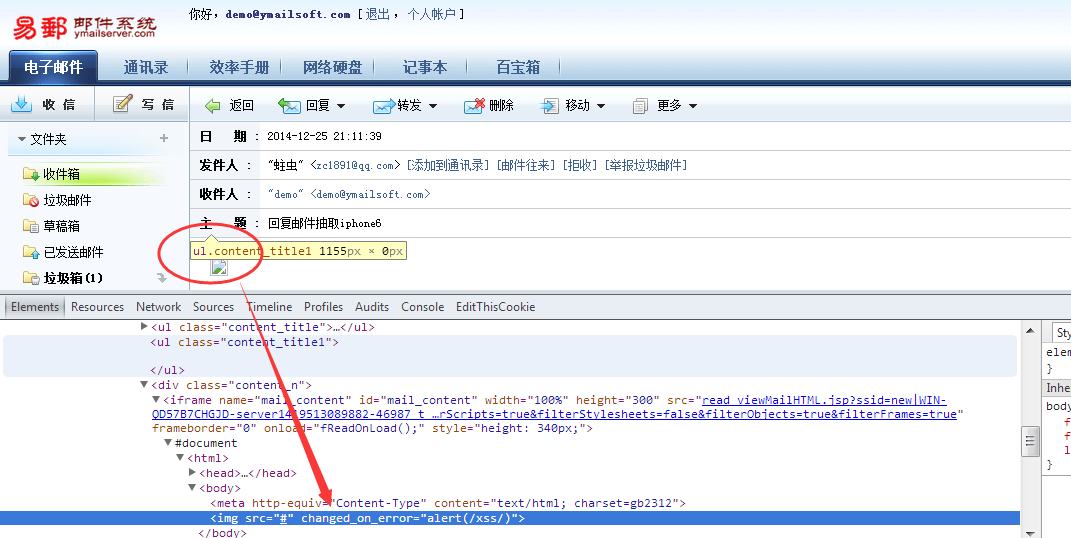 易郵 邮件系统
ymailserver.com
你好，demo@ymailsoft.com [退出 ，个人帐户]
电子邮件 通讯录 效率手册 网络硬盘 记事本 百宝箱
收 信 写 信 返回 回复 转发 删除 移动 更多
文件夹 +
收件箱
垃圾邮件
草稿箱
已发送邮件
垃圾箱(1)
日 期 : 2014-12-25 21:11:39
发件人 : "蛀虫" <zc1891@qq.com> [添加到通讯录] [邮件往来] [拒收] [举报垃圾邮件]
收件人 : "demo" <demo@ymailsoft.com>
主 题 : 回复邮件抽取iphone6
ul.content_title1 1155px × 0px
Elements Resources Network Sources Timeline Profiles Audits Console EditThisCookie
<ul class="content_title">…</ul>
<ul class="content_title1">
</ul>
<div class="content_n">
<iframe name="mail_content" id="mail_content" width="100%" height="300" src="read_viewMailHTML.jsp?ssid=new|WIN-
QD57B7CHGJD-server1419513089882-46987_t…rScripts=true&filterStylesheets=false&filterObjects=true&filterFrames=true"
frameborder="0" onload="fReadOnLoad();" style="height: 340px;">
#document
<html>
<head>…</head>
<body>
<meta http-equiv="Content-Type" content="text/html; charset=gb2312">
<img src="#" changed_on_error="alert(/xss/)">
</body>
Sty
elem
}
Inhe
body
f
f
l
}